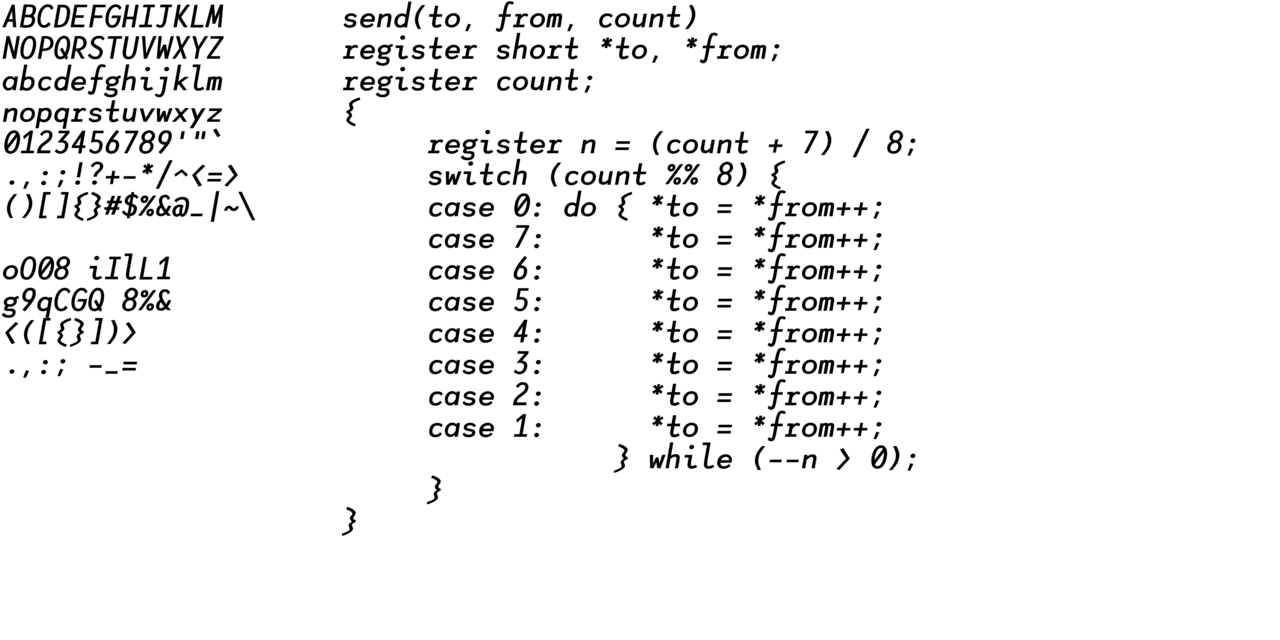 ABCDEFGHIJKLM
NOPQRSTUVWXYZ
abcdefghijklm
nopqrstuvwxyz
0123456789'"`
.,:;!?+-*/^<=>
()[]{}#$%&@_|~\
oO08 iIlL1
g9qCGQ 8%&
<([{}])>
.,:; -_=
send(to, from, count)
register short *to, *from;
register count;
{
     register n = (count + 7) / 8;
     switch (count %% 8) {
     case 0: do { *to = *from++;
     case 7:      *to = *from++;
     case 6:      *to = *from++;
     case 5:      *to = *from++;
     case 4:      *to = *from++;
     case 3:      *to = *from++;
     case 2:      *to = *from++;
     case 1:      *to = *from++;
                } while (--n > 0);
     }
}